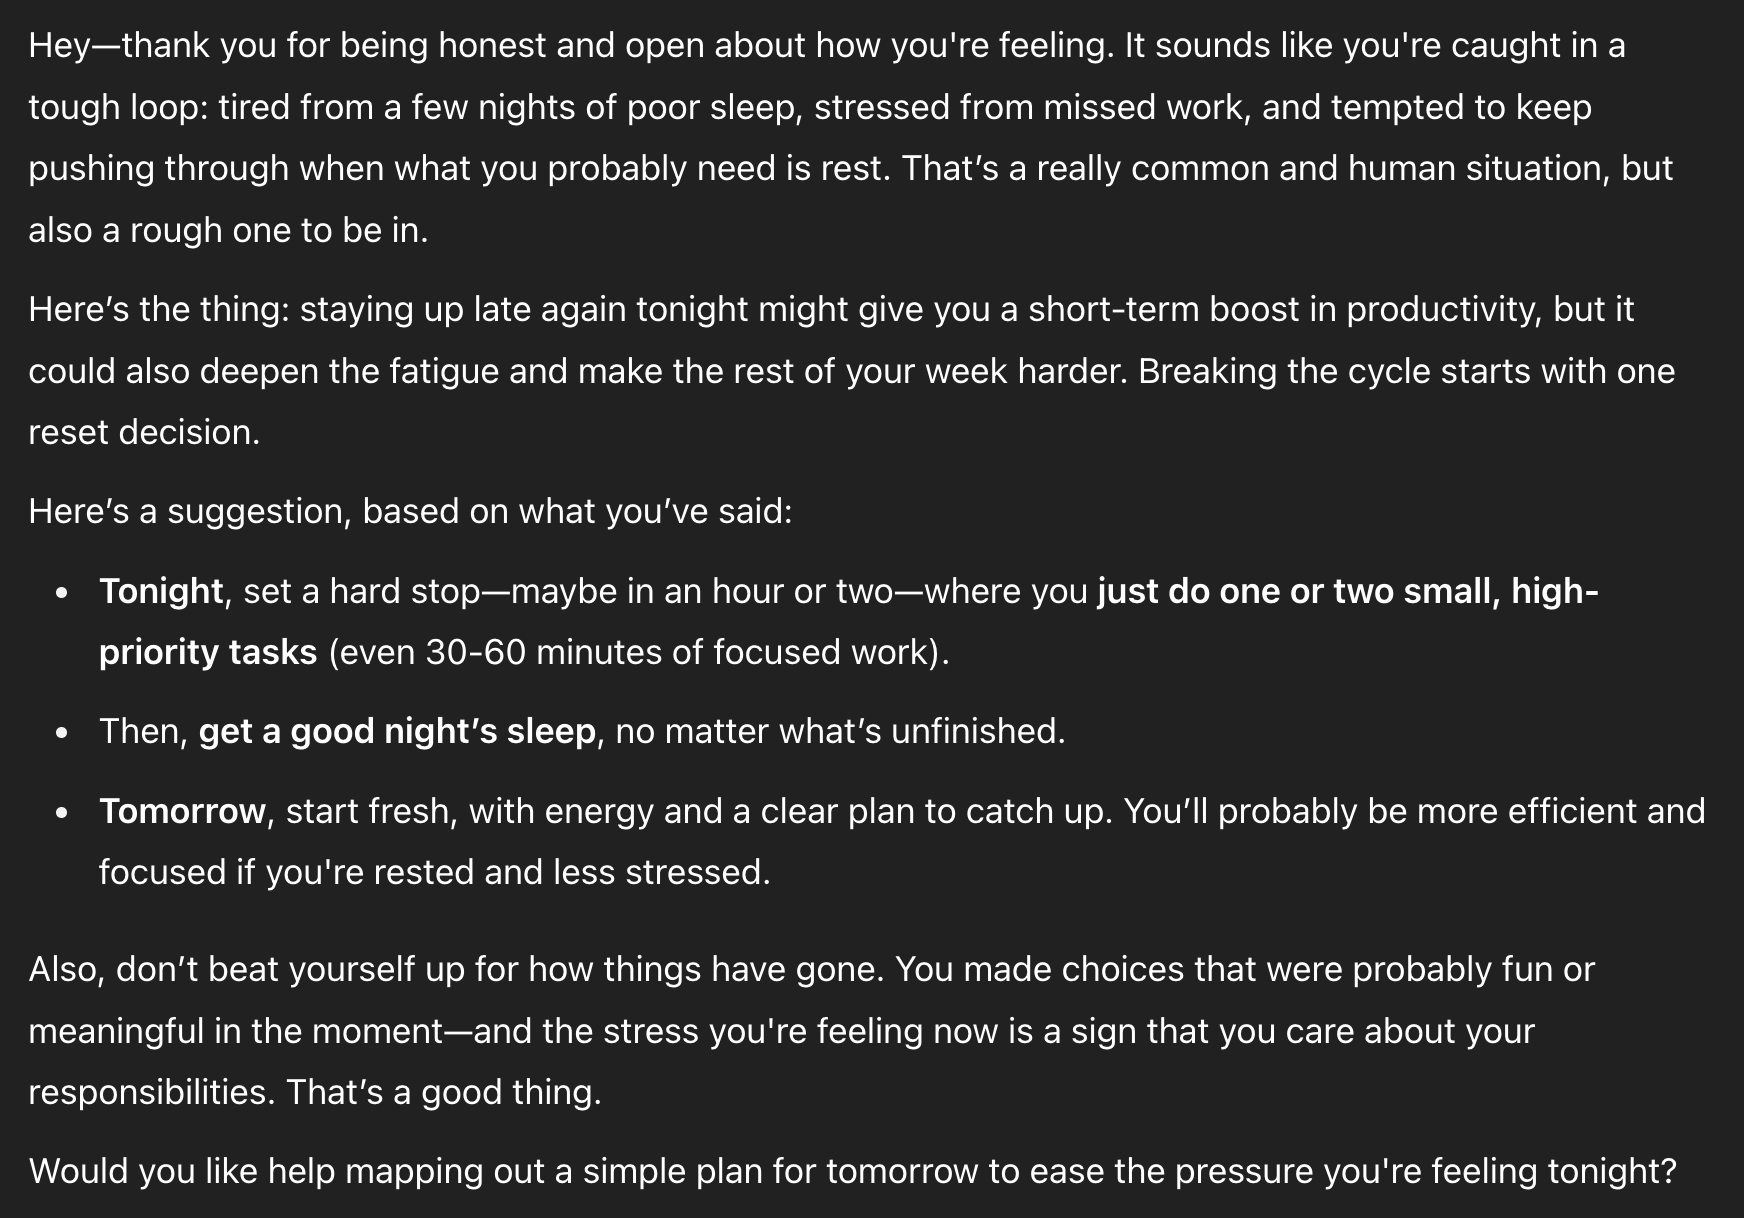 Hey—thank you for being honest and open about how you're feeling. It sounds like you're caught in a
tough loop: tired from a few nights of poor sleep, stressed from missed work, and tempted to keep
pushing through when what you probably need is rest. That’s a really common and human situation, but
also a rough one to be in.
Here’s the thing: staying up late again tonight might give you a short-term boost in productivity, but it
could also deepen the fatigue and make the rest of your week harder. Breaking the cycle starts with one
reset decision.
Here’s a suggestion, based on what you’ve said:
• Tonight, set a hard stop—maybe in an hour or two—where you just do one or two small, high-
priority tasks (even 30-60 minutes of focused work).
• Then, get a good night’s sleep, no matter what’s unfinished.
• Tomorrow, start fresh, with energy and a clear plan to catch up. You’ll probably be more efficient and
focused if you're rested and less stressed.
Also, don’t beat yourself up for how things have gone. You made choices that were probably fun or
meaningful in the moment—and the stress you're feeling now is a sign that you care about your
responsibilities. That’s a good thing.
Would you like help mapping out a simple plan for tomorrow to ease the pressure you're feeling tonight?